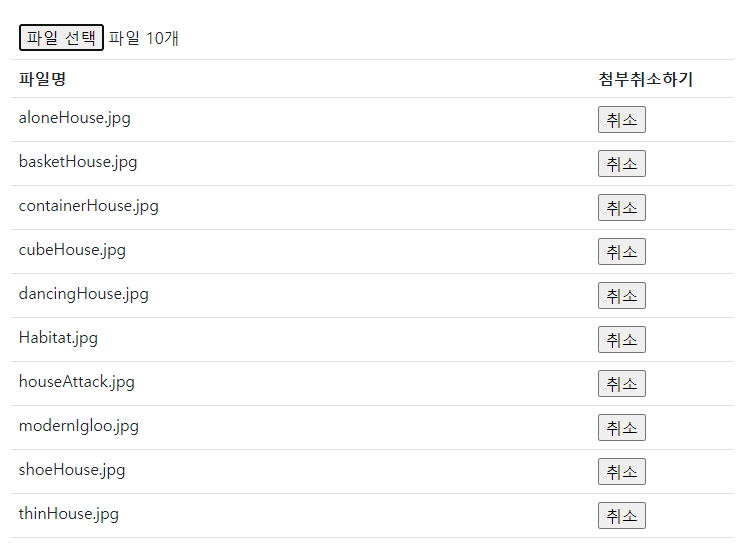 파일 선택 파일 10개
파일명 첨부취소하기
aloneHouse.jpg 취소
basketHouse.jpg 취소
containerHouse.jpg 취소
cubeHouse.jpg 취소
dancingHouse.jpg 취소
Habitat.jpg 취소
houseAttack.jpg 취소
modernIgloo.jpg 취소
shoeHouse.jpg 취소
thinHouse.jpg 취소